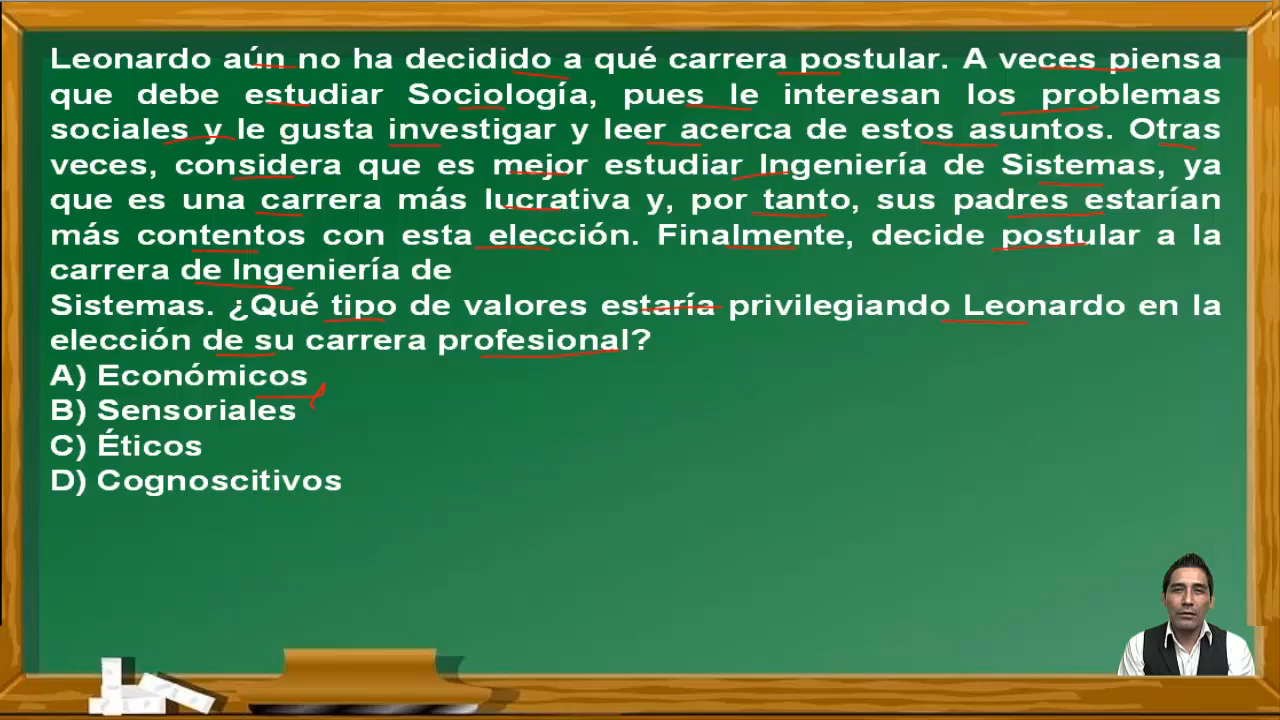 Leonardo aún no ha decidido a qué carrera postular. A veces piensa
que debe estudiar Sociología, pues le interesan los problemas
sociales y le gusta investigar y leer acerca de estos asuntos. Otras
veces, considera que es mejor estudiar Ingeniería de Sistemas, ya
que es una carrera más lucrativa y, por tanto, sus padres estarían
más contentos con esta elección. Finalmente, decide postular a la
carrera de Ingeniería de
Sistemas. ¿Qué tipo de valores estaría privilegiando Leonardo en la
elección de su carrera profesional?
A) Económicos
B) Sensoriales
C) Éticos
D) Cognoscitivos